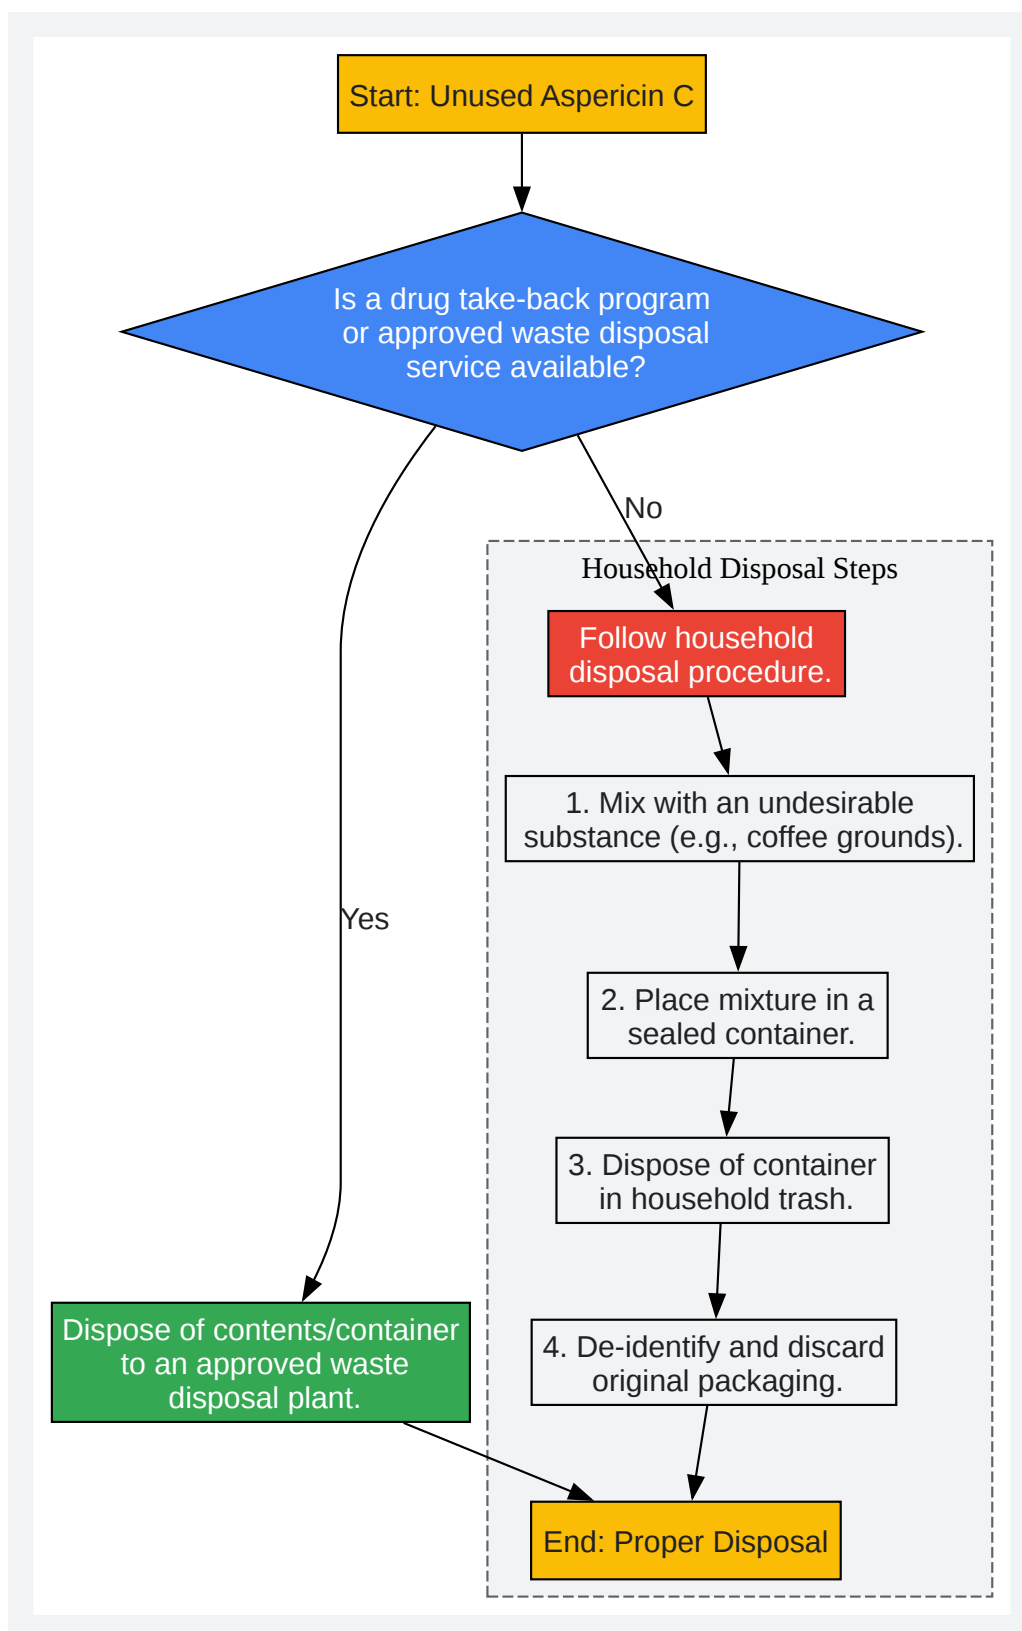 Start: Unused Aspericin C
Is a drug take-back program
or approved waste disposal
service available?
No
Household Disposal Steps
Follow household
disposal procedure.
1. Mix with an undesirable
substance (e.g., coffee grounds).
Yes
2. Place mixture in a
sealed container.
3. Dispose of container
in household trash.
Dispose of contents/container
to an approved waste
disposal plant.
4. De-identify and discard
original packaging.
End: Proper Disposal